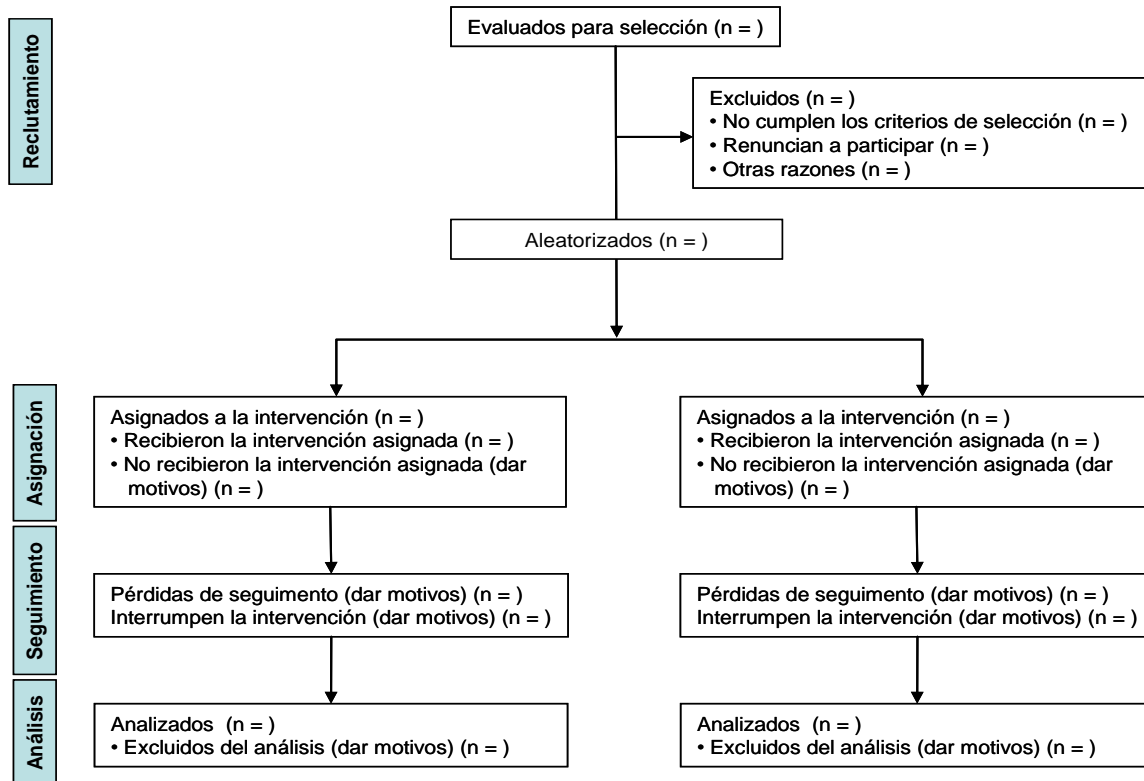 Reclutamiento
Evaluados para selección (n = )
Excluidos (n = )
• No cumplen los criterios de selección (n = )
• Renuncian a participar (n = )
• Otras razones (n = )
Aleatorizados (n = )
Asignación
Asignados a la intervención (n = )
• Recibieron la intervención asignada (n = )
• No recibieron la intervención asignada (dar
motivos) (n = )
Asignados a la intervención (n = )
• Recibieron la intervención asignada (n = )
• No recibieron la intervención asignada (dar
motivos) (n = )
Seguimiento
Pérdidas de seguimento (dar motivos) (n = )
Interrumpen la intervención (dar motivos) (n = )
Pérdidas de seguimento (dar motivos) (n = )
Interrumpen la intervención (dar motivos) (n = )
Análisis
Analizados (n = )
• Excluidos del análisis (dar motivos) (n = )
Analizados (n = )
• Excluidos del análisis (dar motivos) (n = )